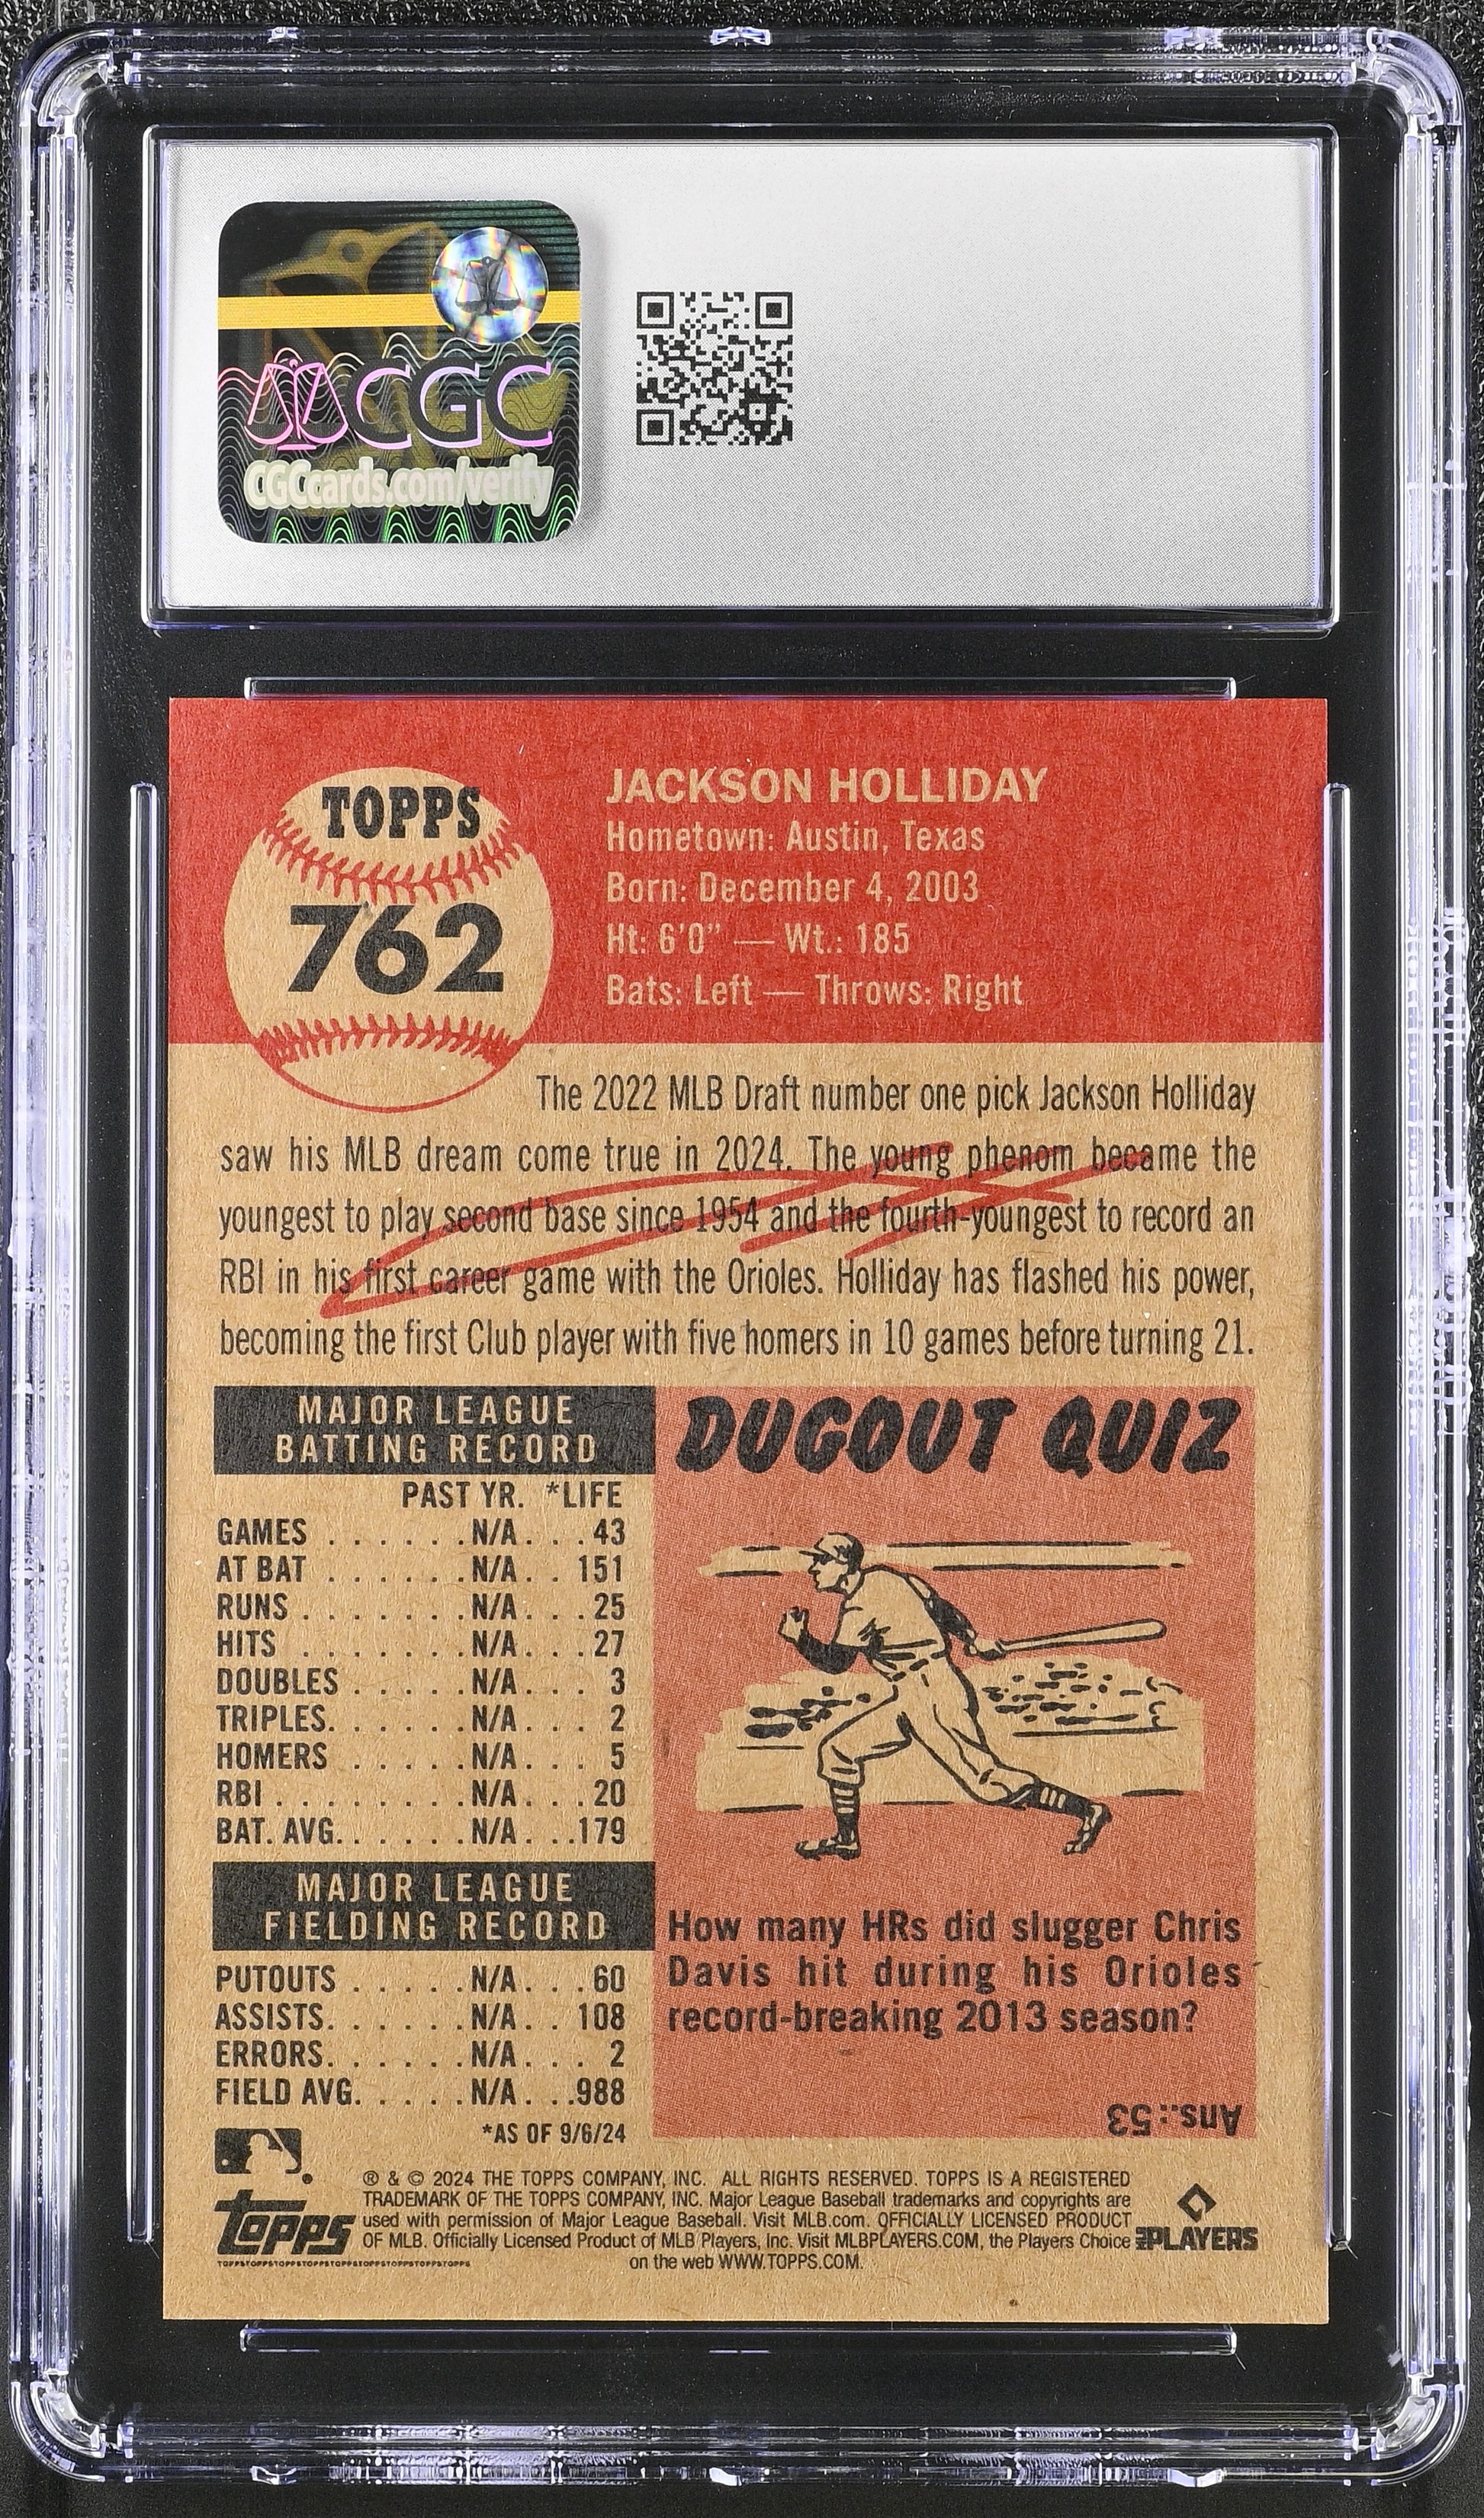 CGC
CGCcards.com/verify
TOPPS
762
JACKSON HOLLIDAY
Hometown: Austin, Texas
Born: December 4, 2003
Ht: 6'0" — Wt.: 185
Bats: Left — Throws: Right
The 2022 MLB Draft number one pick Jackson Holliday
saw his MLB dream come true in 2024. The young phenom became the
youngest to play second base since 1954 and the fourth-youngest to record an
RBI in his first career game with the Orioles. Holliday has flashed his power,
becoming the first Club player with five homers in 10 games before turning 21.
MAJOR LEAGUE
BATTING RECORD
PAST YR. *LIFE
GAMES . . . . . . N/A . . . 43
AT BAT . . . . . . N/A . . 151
RUNS . . . . . . . N/A . . . 25
HITS . . . . . . . N/A . . . 27
DOUBLES . . . . . N/A . . . 3
TRIPLES. . . . . . N/A . . . 2
HOMERS . . . . . N/A . . . 5
RBI . . . . . . . . N/A . . . 20
BAT. AVG. . . . . . N/A . . .179
MAJOR LEAGUE
FIELDING RECORD
PUTOUTS . . . . . N/A . . . 60
ASSISTS. . . . . . N/A . . 108
ERRORS. . . . . . N/A . . . 2
FIELD AVG. . . . . N/A . . .988
*AS OF 9/6/24
DUGOUT QUIZ
How many HRs did slugger Chris
Davis hit during his Orioles
record-breaking 2013 season?
Ans.: 53
topps
® & © 2024 THE TOPPS COMPANY, INC. ALL RIGHTS RESERVED. TOPPS IS A REGISTERED
TRADEMARK OF THE TOPPS COMPANY, INC. Major League Baseball trademarks and copyrights are
used with permission of Major League Baseball. Visit MLB.com. OFFICIALLY LICENSED PRODUCT
OF MLB. Officially Licensed Product of MLB Players, Inc. Visit MLBPLAYERS.COM, the Players Choice
on the web WWW.TOPPS.COM.
MLB PLAYERS
TOPPSTOPPSTOPPSTOPPSTOPPSTOPPSTOPPSTOPPSTOPPS